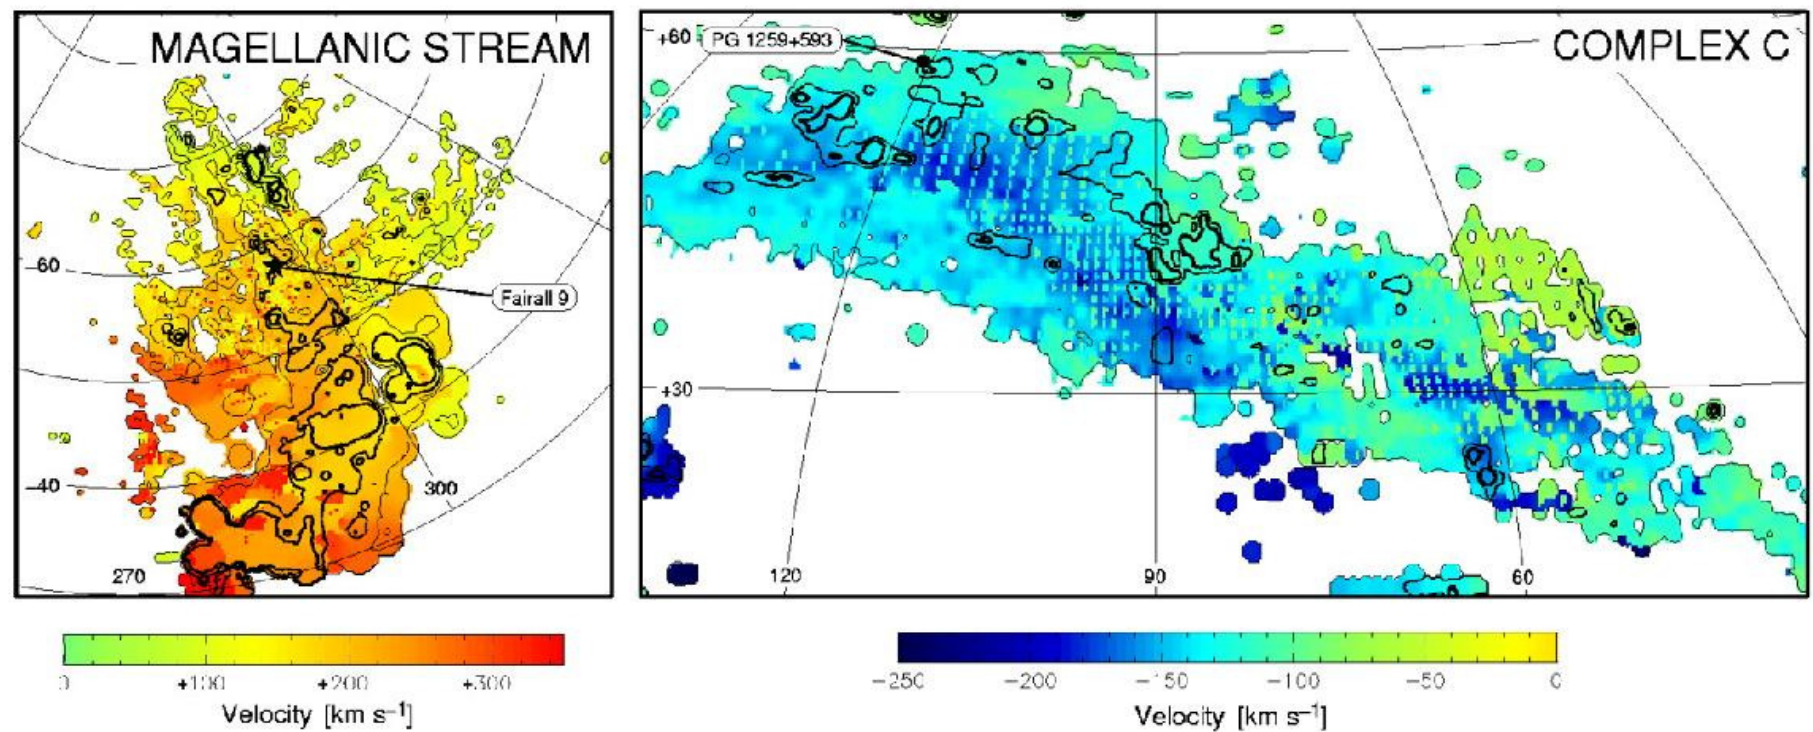 MAGELLANIC STREAM
-60
Fairall 9
-40
300
270
0 +100 +200 +300
Velocity [km s⁻¹]
+60
PG 1259+593
COMPLEX C
+30
120 90 60
-250 -200 -150 -100 -50 0
Velocity [km s⁻¹]